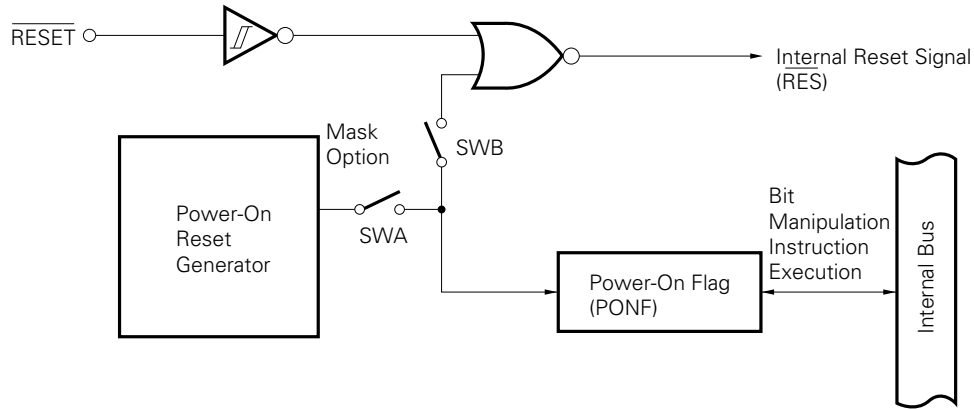 RESET
Internal Reset Signal
(RES)
Mask
Option
SWB
Power-On
Reset
Generator
SWA
Bit
Manipulation
Instruction
Execution
Power-On Flag
(PONF)
Internal Bus